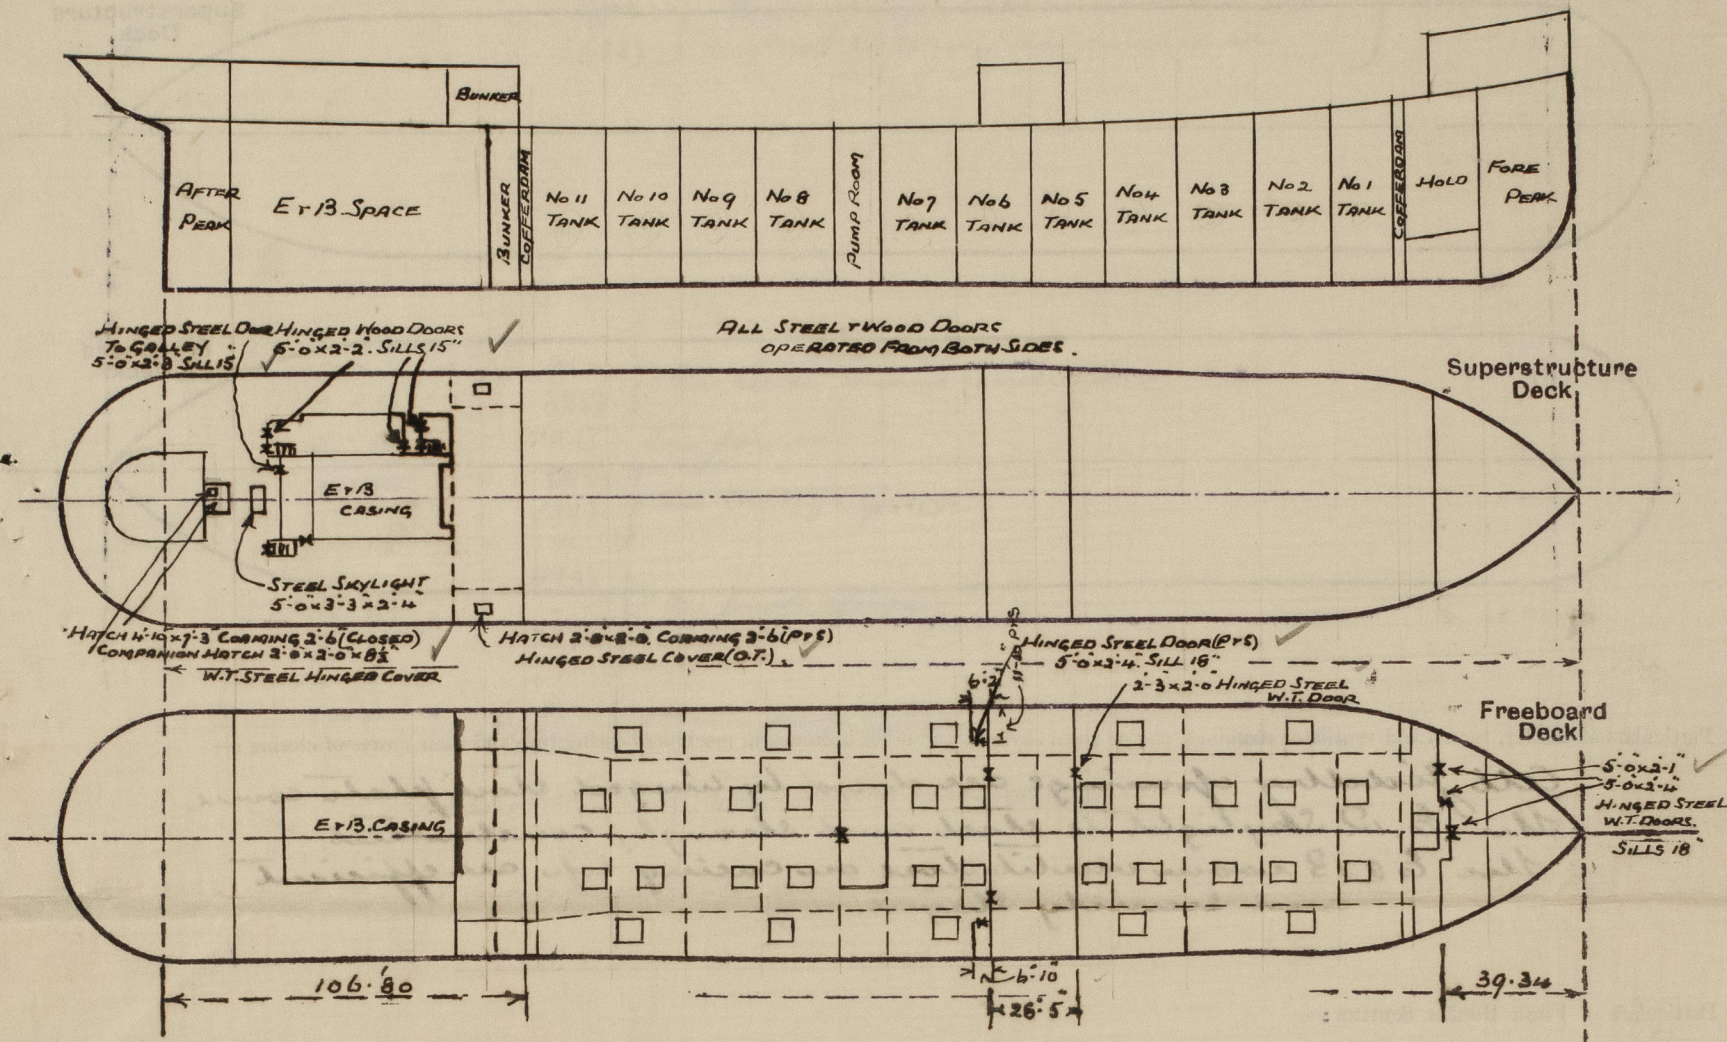 BUNKER
AFTER
PEAK
E & B. SPACE
BUNKER
COFFERDAM
No 11
TANK
No 10
TANK
No 9
TANK
No 8
TANK
PUMP ROOM
No 7
TANK
No 6
TANK
No 5
TANK
No 4
TANK
No 3
TANK
No 2
TANK
No 1
TANK
COFFERDAM
HOLD
FORE
PEAK
HINGED STEEL DOOR
TO GALLEY
5'-0"x2'-3" SILL 15"
HINGED WOOD DOORS
5'-0"x2'-2". SILLS 15"
ALL STEEL & WOOD DOORS
OPERATED FROM BOTH SIDES.
Superstructure
Deck
E & B
CASING
STEEL SKYLIGHT
5'-0"x3'-3"x2'-4"
HATCH 4'-10"x7'-3" COAMING 2'-6" (CLOSED)
COMPANION HATCH 2'-0"x2'-0"x8½"
W.T. STEEL HINGED COVER
HATCH 2'-0"x2'-0" COAMING 2'-6" (P&S)
HINGED STEEL COVER (O.T.).
HINGED STEEL DOOR (P&S)
5'-0"x2'-4". SILL 18"
2'-3"x2'-0" HINGED STEEL
W.T. DOOR
6'-2"
Freeboard
Deck
E & B. CASING
5'-0"x2'-1"
5'-0"x2'-4"
HINGED STEEL
W.T. DOORS.
SILLS 18"
106.'80
6'-10"
26'.5"
39.34